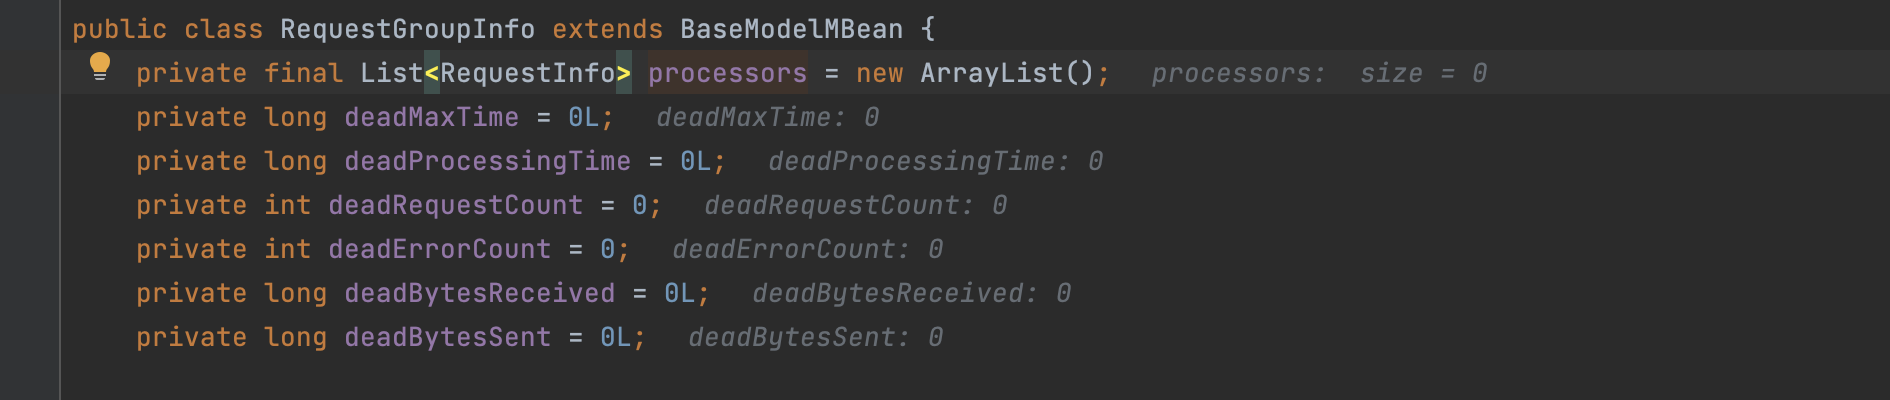 public class RequestGroupInfo extends BaseModelMBean {
private final List<RequestInfo> processors = new ArrayList(); processors: size = 0
private long deadMaxTime = 0L; deadMaxTime: 0
private long deadProcessingTime = 0L; deadProcessingTime: 0
private int deadRequestCount = 0; deadRequestCount: 0
private int deadErrorCount = 0; deadErrorCount: 0
private long deadBytesReceived = 0L; deadBytesReceived: 0
private long deadBytesSent = 0L; deadBytesSent: 0